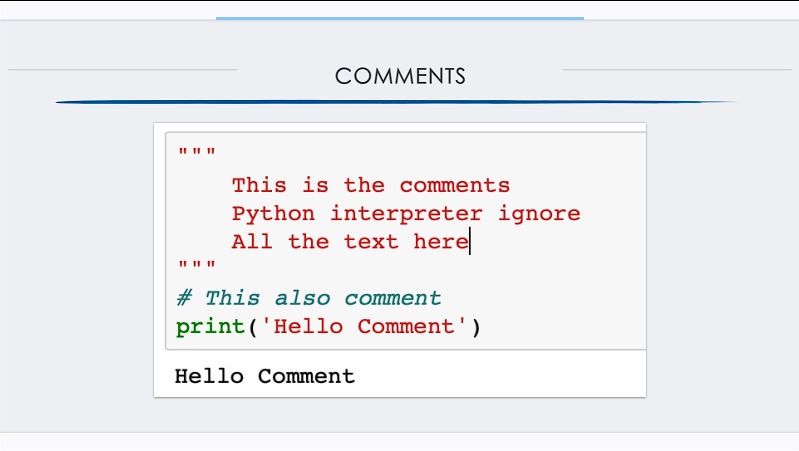 COMMENTS
"""
    This is the comments
    Python interpreter ignore
    All the text here
"""
# This also comment
print('Hello Comment')
Hello Comment